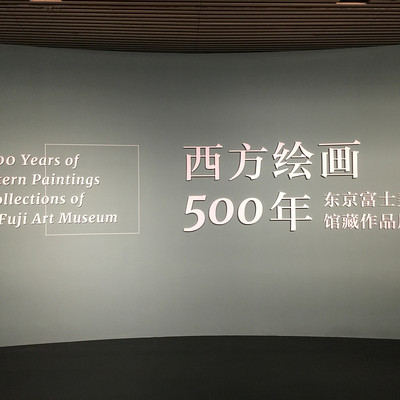 00 Years of
tern Paintings
ollections of
Fuji Art Museum
西方绘画
500年
东京富士
馆藏作品